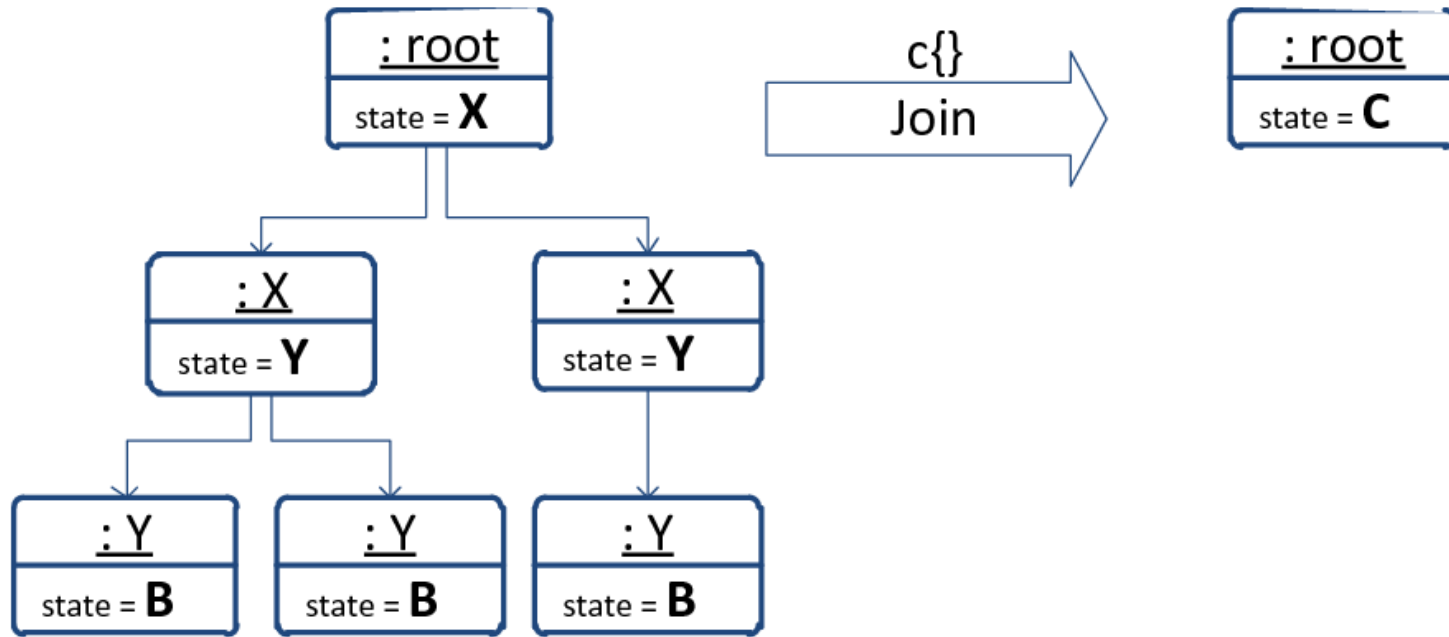 : root
state = X
c{}
Join
: root
state = C
: X
state = Y
: X
state = Y
: Y
state = B
: Y
state = B
: Y
state = B